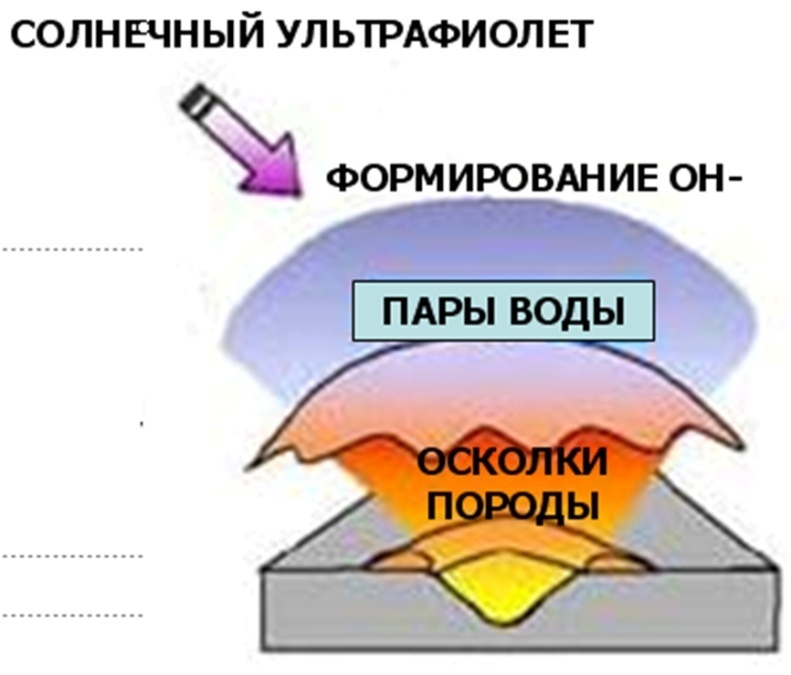 СОЛНЕЧНЫЙ УЛЬТРАФИОЛЕТ
ФОРМИРОВАНИЕ ОН-
ПАРЫ ВОДЫ
ОСКОЛКИ
ПОРОДЫ